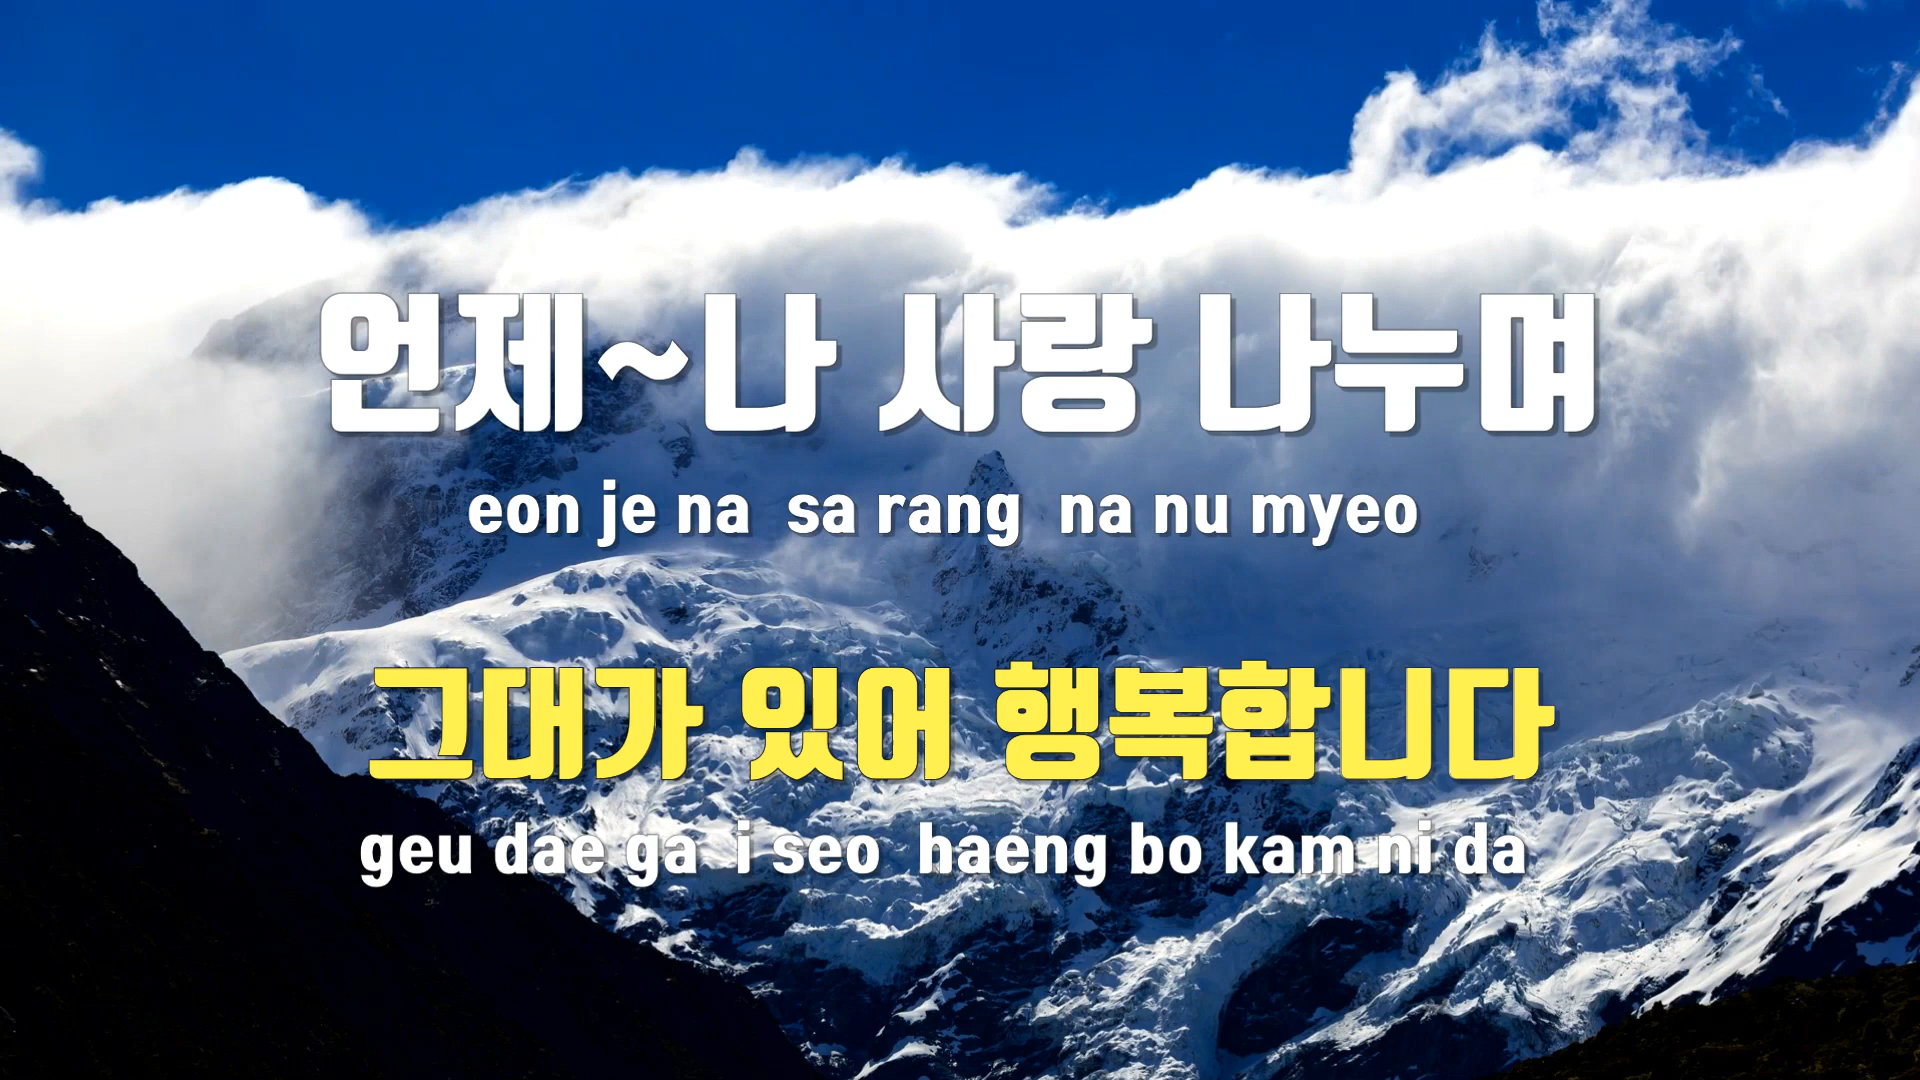 언제~나 사랑 나누며
eon je na sa rang na nu myeo
그대가 있어 행복합니다
geu dae ga i seo haeng bo kam ni da